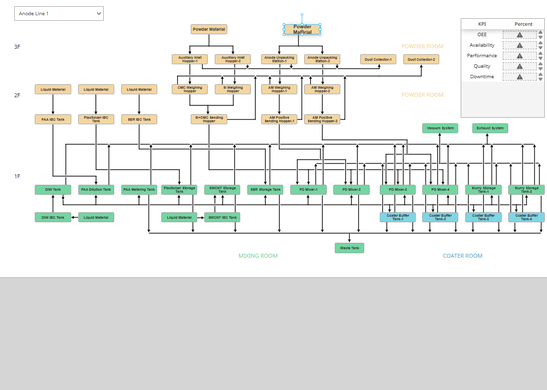 Anode Line 1
Powder Material
Powder
Material
KPI Percent
OEE
Availability
Performance
Quality
Downtime
3F
POWDER ROOM
Auxiliary Inlet
Hopper-1
Auxiliary Inlet
Hopper-2
Anode Unpacking
Station-1
Anode Unpacking
Station-2
Dust Collector-1
Dust Collector-2
2F
POWDER ROOM
Liquid Material
Liquid Material
Liquid Material
CMC Weighing
Hopper
B Weighing
Hopper
AM Weighing
Hopper-1
AM Weighing
Hopper-2
PAA IBC Tank
Plasticizer IBC
Tank
SBR IBC Tank
B+CMC Sending
Hopper
AM Positive
Sending Hopper-1
AM Positive
Sending Hopper-2
Vacuum System
Exhaust System
1F
DIW Tank
PAA Dilution Tank
PAA Metering Tank
Plasticizer Storage
Tank
SWCNT Storage
Tank
SBR Storage Tank
PD Mixer-1
PD Mixer-3
PD Mixer-2
PD Mixer-4
Slurry Storage
Tank-1
Slurry Storage
Tank-2
DIW IBC Tank
Liquid Material
Liquid Material
SWCNT IBC Tank
Coater Buffer
Tank-1
Coater Buffer
Tank-2
Coater Buffer
Tank-3
Coater Buffer
Tank-4
Waste Tank
MIXING ROOM
COATER ROOM